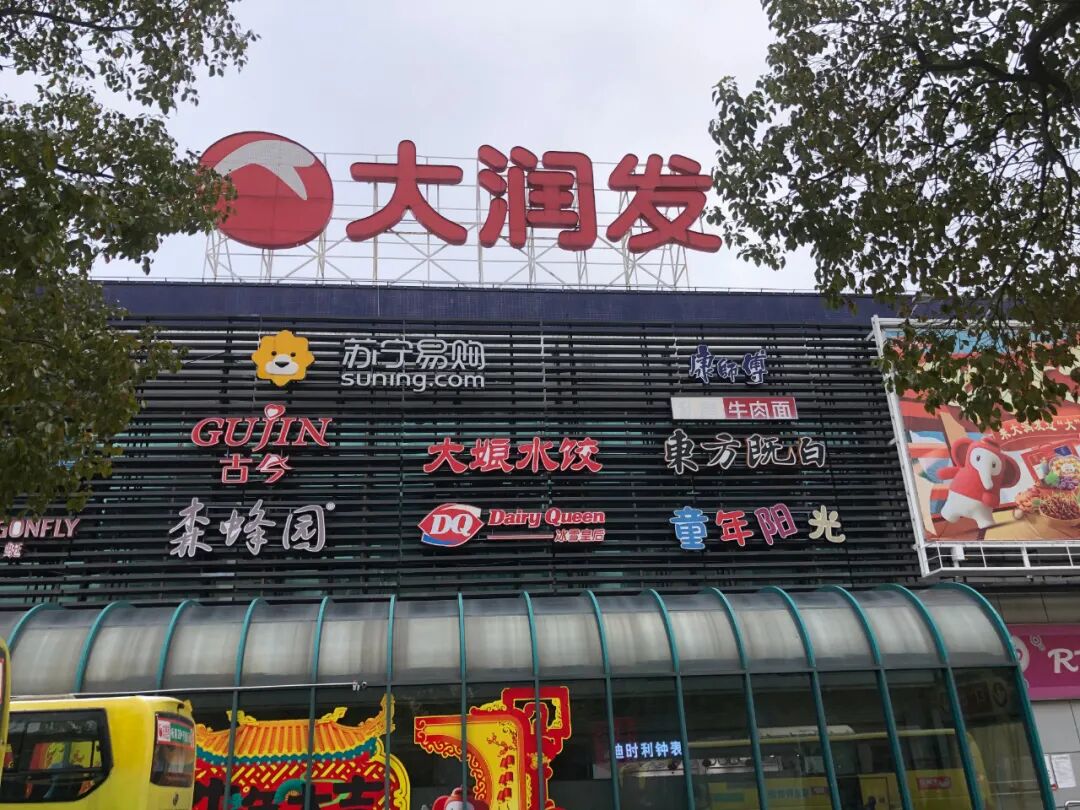 大润发
苏宁易购
suning.com
康師傅
牛肉面
GUJIN
古今
大娘水饺
東方既白
GONFLY
森蜂园®
DQ Dairy Queen
冰雪皇后
童年阳光
迪时利钟表